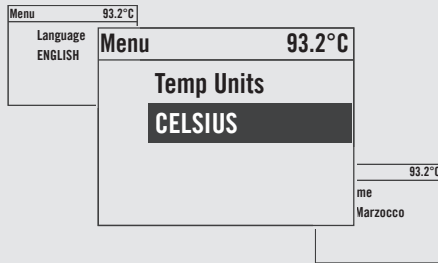 Menu 93.2°C
Language
ENGLISH
Menu 93.2°C
Temp Units
CELSIUS
93.2°C
me
Marzocco